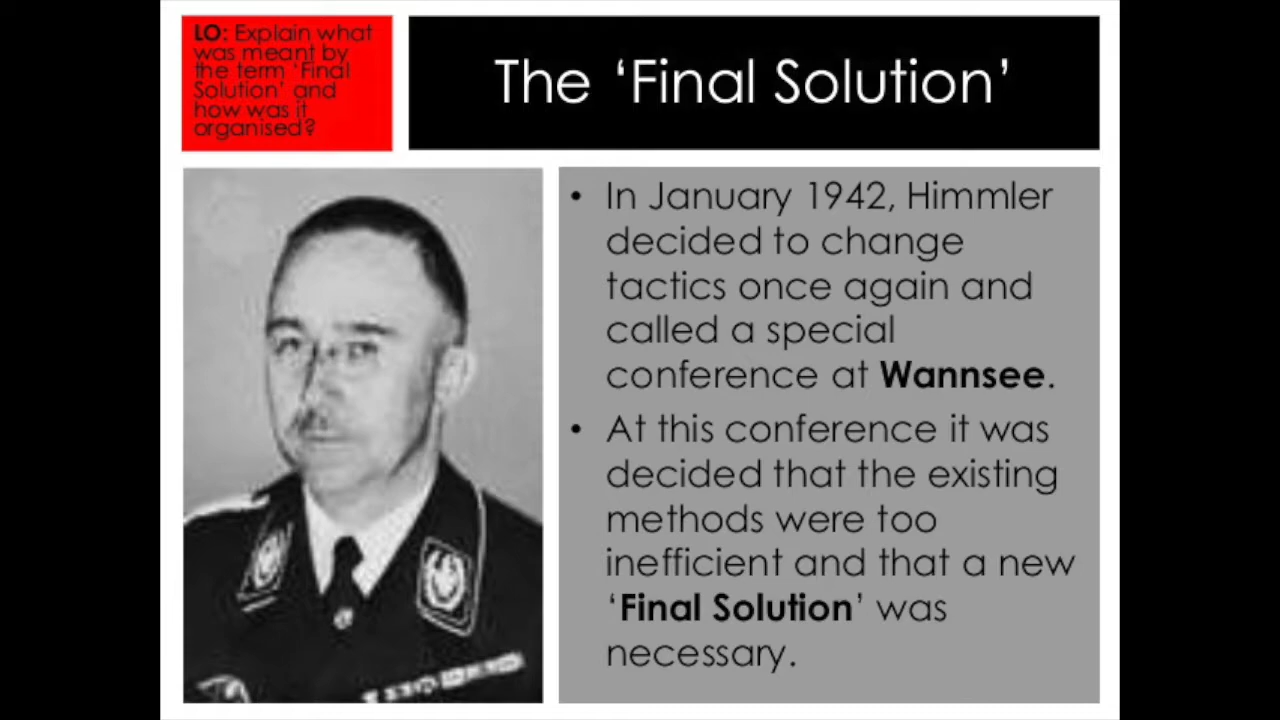 LO: Explain what
was meant by
the term ‘Final
Solution’ and
how was it
organised?
The ‘Final Solution’
• In January 1942, Himmler
decided to change
tactics once again and
called a special
conference at Wannsee.
• At this conference it was
decided that the existing
methods were too
inefficient and that a new
‘Final Solution’ was
necessary.